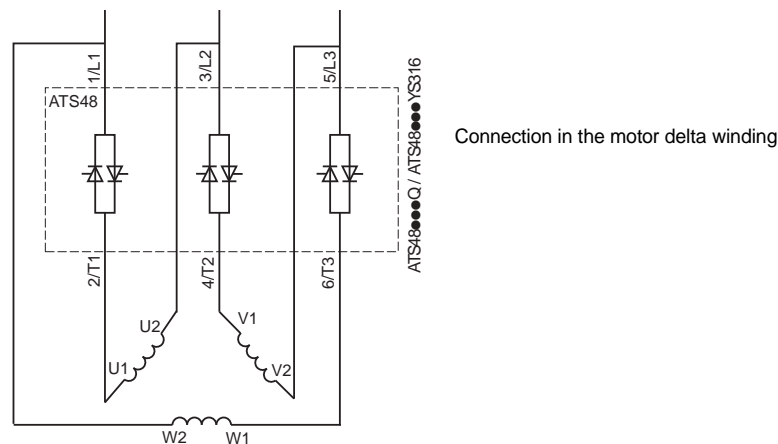 1/L1
3/L2
5/L3
ATS48
ATS48●●●Q / ATS48●●●YS316
Connection in the motor delta winding
2/T1
4/T2
6/T3
U2
V1
U1
V2
W2
W1